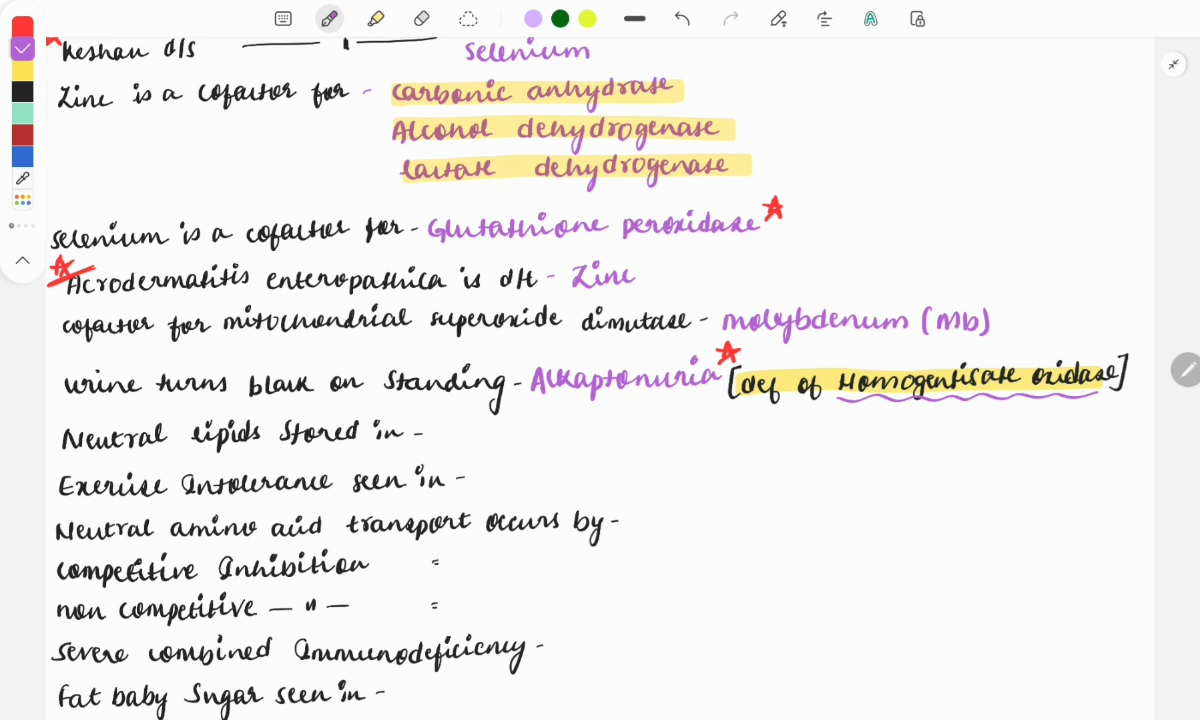 Keshan d/s — " — Selenium
Zinc is a cofactor for - carbonic anhydrase
Alcohol dehydrogenase
lactate dehydrogenase
selenium is a cofactor for - Glutathione peroxidase
Acrodermatitis enteropathica is d/t - Zinc
cofactor for mitochondrial superoxide dimutase - molybdenum (Mb)
urine turns black on standing - Alkaptonuria [def of Homogentisate oxidase]
Neutral lipids stored in -
Exercise Intolerance seen in -
Neutral amino acid transport occurs by -
competitive Inhibition =
non competitive — " — =
severe combined Immunodeficiency -
fat baby Sugar seen in -